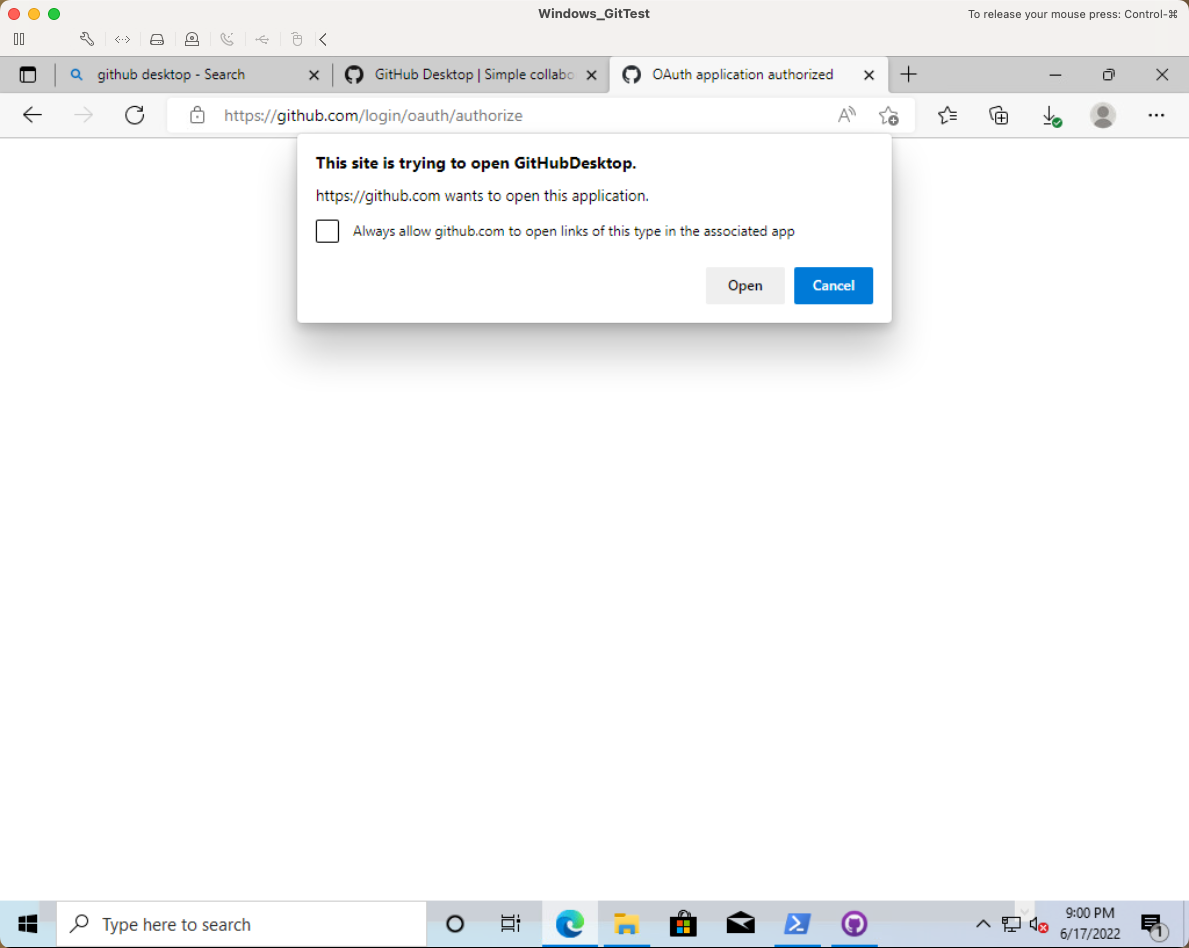 Windows_GitTest
To release your mouse press: Control-⌘
github desktop - Search
GitHub Desktop | Simple collabo
OAuth application authorized
https://github.com/login/oauth/authorize
This site is trying to open GitHubDesktop.
https://github.com wants to open this application.
Always allow github.com to open links of this type in the associated app
Open
Cancel
Type here to search
9:00 PM
6/17/2022
1